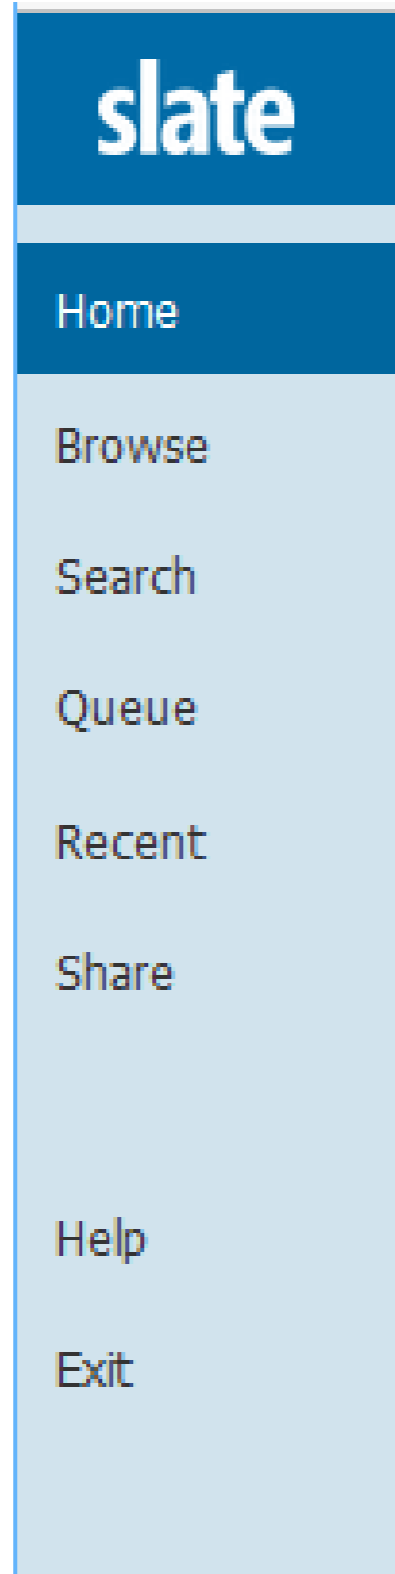 slate
Home
Browse
Search
Queue
Recent
Share
Help
Exit